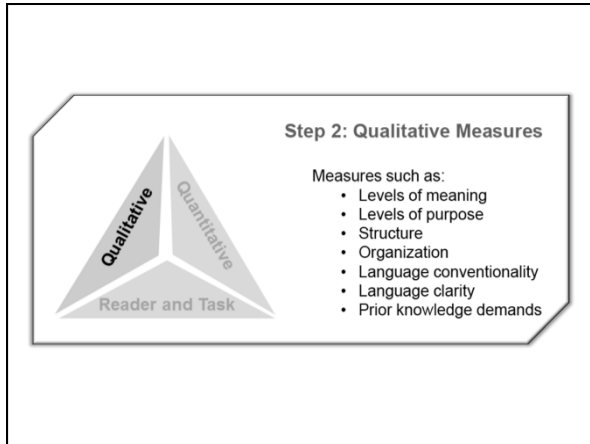 Step 2: Qualitative Measures
Qualitative
Quantitative
Reader and Task
Measures such as:
• Levels of meaning
• Levels of purpose
• Structure
• Organization
• Language conventionality
• Language clarity
• Prior knowledge demands